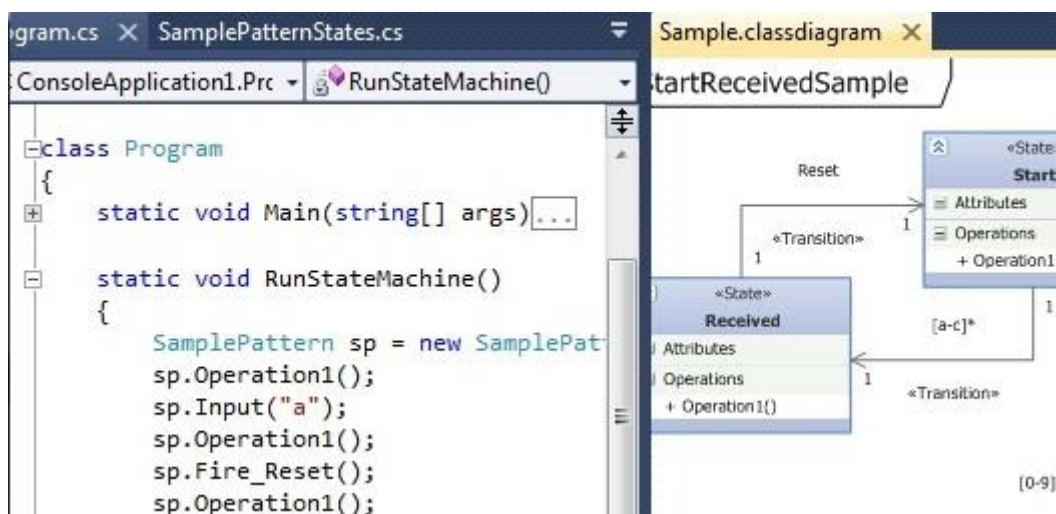 ogram.cs SamplePatternStates.cs
ConsoleApplication1.Prc RunStateMachine()
class Program
{
static void Main(string[] args)...
static void RunStateMachine()
{
SamplePattern sp = new SamplePat
sp.Operation1();
sp.Input("a");
sp.Operation1();
sp.Fire_Reset();
sp.Operation1();
Sample.classdiagram
tartReceivedSample
«State
Start
Attributes
Operations
+ Operation1
Reset
«Transition»
1
1
«State»
Received
Attributes
Operations
+ Operation1()
[a-c]*
1
1
«Transition»
[0-9]